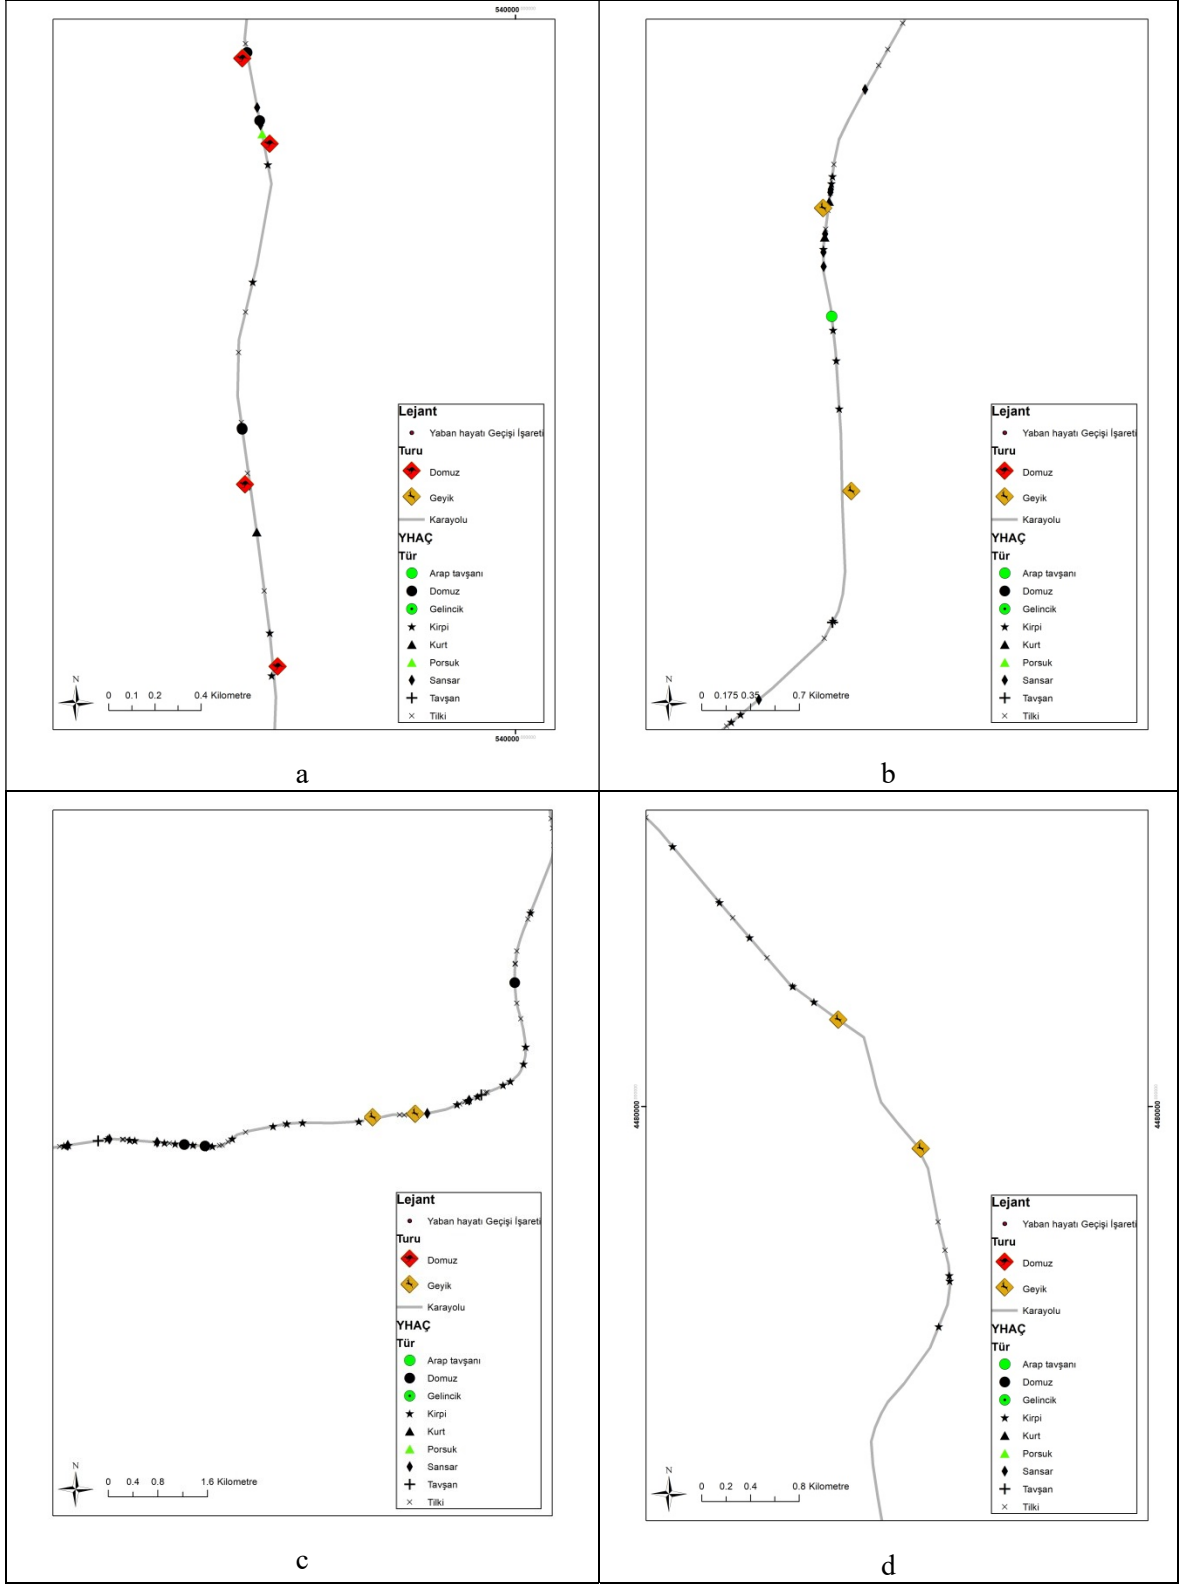 540000
Lejant
Yaban hayatı Geçişi İşareti
Turu
Domuz
Geyik
Karayolu
YHAÇ
Tür
Arap tavşanı
Domuz
Gelincik
Kirpi
Kurt
Porsuk
Sansar
Tavşan
Tilki
N
0 0.1 0.2 0.4 Kilometre
540000
a
Lejant
Yaban hayatı Geçişi İşareti
Turu
Domuz
Geyik
Karayolu
YHAÇ
Tür
Arap tavşanı
Domuz
Gelincik
Kirpi
Kurt
Porsuk
Sansar
Tavşan
Tilki
N
0 0.175 0.35 0.7 Kilometre
b
Lejant
Yaban hayatı Geçişi İşareti
Turu
Domuz
Geyik
Karayolu
YHAÇ
Tür
Arap tavşanı
Domuz
Gelincik
Kirpi
Kurt
Porsuk
Sansar
Tavşan
Tilki
N
0 0.4 0.8 1.6 Kilometre
c
4480000
4480000
Lejant
Yaban hayatı Geçişi İşareti
Turu
Domuz
Geyik
Karayolu
YHAÇ
Tür
Arap tavşanı
Domuz
Gelincik
Kirpi
Kurt
Porsuk
Sansar
Tavşan
Tilki
N
0 0.2 0.4 0.8 Kilometre
d